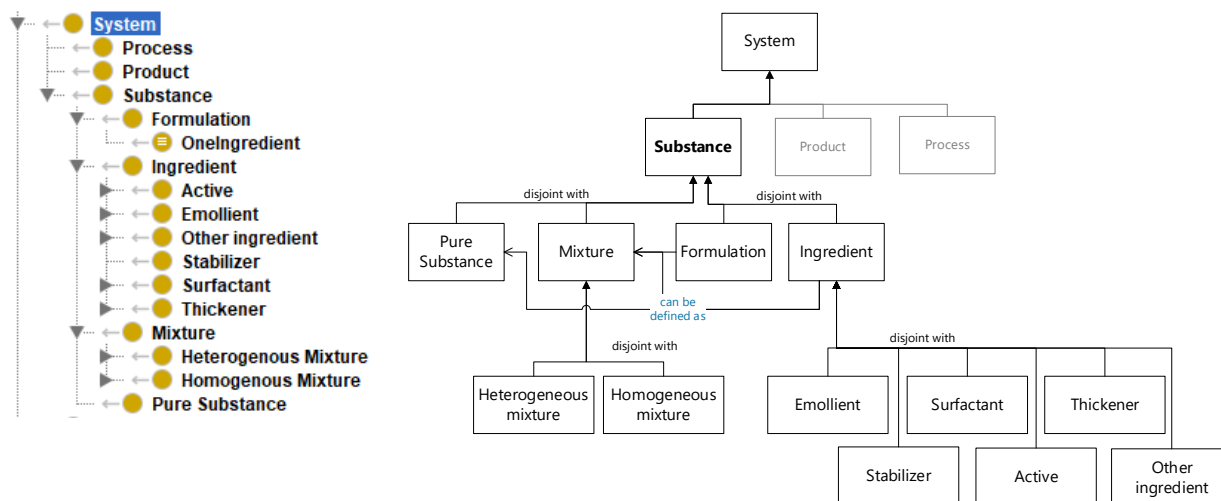 System
Process
Product
Substance
Formulation
OneIngredient
Ingredient
Active
Emollient
Other ingredient
Stabilizer
Surfactant
Thickener
Mixture
Heterogenous Mixture
Homogenous Mixture
Pure Substance
System
Substance
Product
Process
disjoint with
disjoint with
Pure
Substance
Mixture
Formulation
Ingredient
can be
defined as
disjoint with
disjoint with
Heterogeneous
mixture
Homogeneous
mixture
Emollient
Surfactant
Thickener
Stabilizer
Active
Other
ingredient